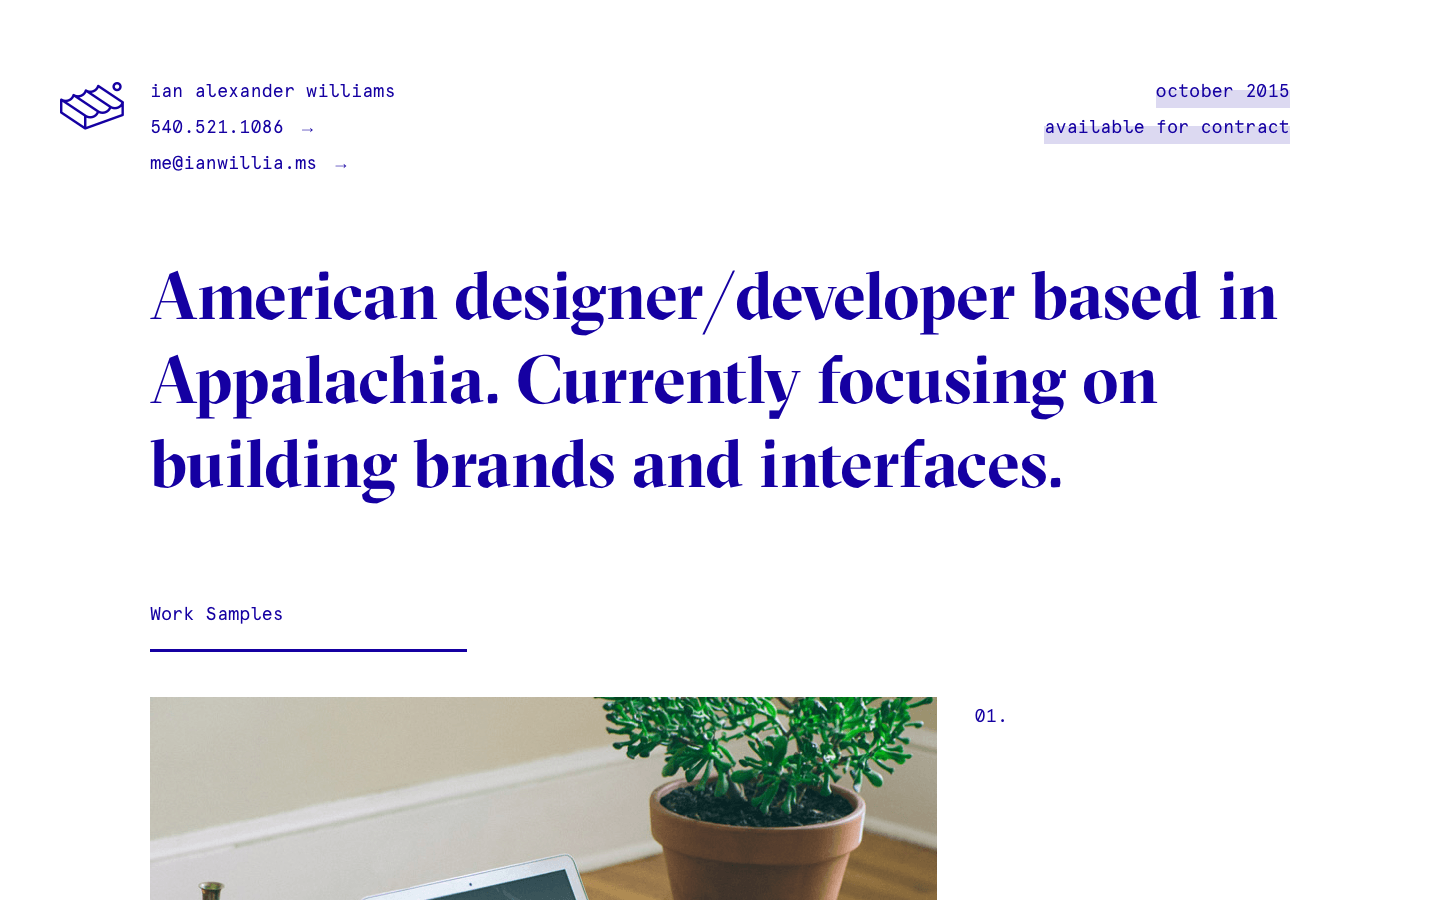 ian alexander williams
540.521.1086 →
me@ianwillia.ms →
october 2015
available for contract
American designer/developer based in
Appalachia. Currently focusing on
building brands and interfaces.
Work Samples
01.